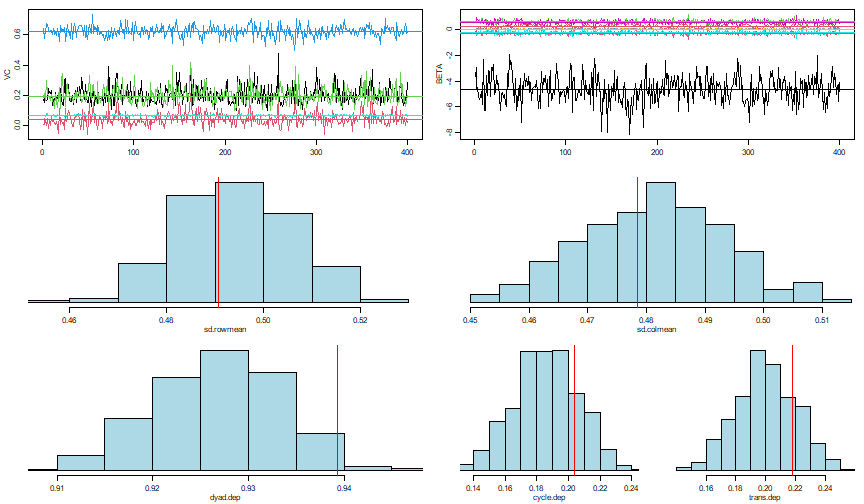 VC
0.0 0.2 0.4 0.6
0 100 200 300 400
BETA
-8 -6 -4 -2 0
0 100 200 300 400
0.46 0.48 0.50 0.52
sd.rowmean
0.45 0.46 0.47 0.48 0.49 0.50 0.51
sd.colmean
0.91 0.92 0.93 0.94
dyad.dep
0.14 0.16 0.18 0.20 0.22 0.24
cycle.dep
0.16 0.18 0.20 0.22 0.24
trans.dep